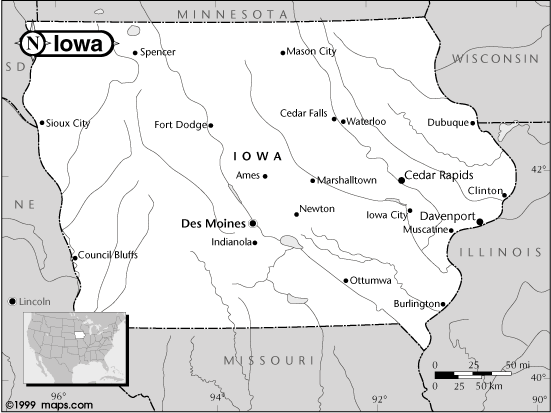 MINNESOTA
N Iowa
SD
WISCONSIN
Spencer
Mason City
Sioux City
Fort Dodge
Cedar Falls
Waterloo
Dubuque
IOWA
Ames
Marshalltown
Cedar Rapids
42°
Clinton
NE
Des Moines
Newton
Iowa City
Davenport
Muscatine
Indianola
ILLINOIS
Council Bluffs
Ottumwa
Lincoln
Burlington
MISSOURI
0 25 50 mi
0 25 50 km
40°
96°
94°
92°
90°
©1999 maps.com